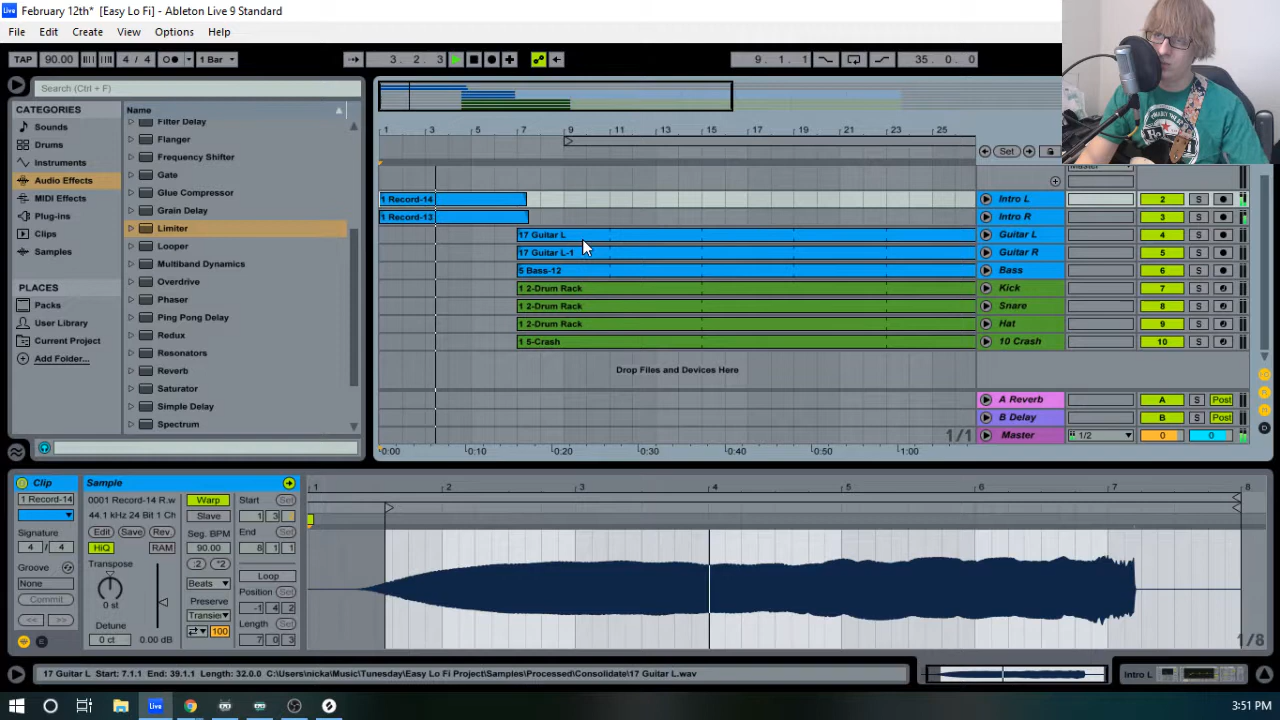 February 12th* [Easy Lo Fi] - Ableton Live 9 Standard
File Edit Create View Options Help
TAP 90.00 4 / 4 1 Bar 3. 2. 3 9. 1. 1 35. 0. 0
Search (Ctrl + F)
CATEGORIES
Sounds
Drums
Instruments
Audio Effects
MIDI Effects
Plug-ins
Clips
Samples
PLACES
Packs
User Library
Current Project
Add Folder...
Name
Filter Delay
Flanger
Frequency Shifter
Gate
Glue Compressor
Grain Delay
Limiter
Looper
Multiband Dynamics
Overdrive
Phaser
Ping Pong Delay
Redux
Resonators
Reverb
Saturator
Simple Delay
Spectrum
1 3 5 7 9 11 13 15 17 19 21 23 25
Set
Master
1 Record-14 Intro L 2 S
1 Record-13 Intro R 3 S
17 Guitar L Guitar L 4 S
17 Guitar L-1 Guitar R 5 S
5 Bass-12 Bass 6 S
1 2-Drum Rack Kick 7 S
1 2-Drum Rack Snare 8 S
1 2-Drum Rack Hat 9 S
1 5-Crash 10 Crash 10 S
Drop Files and Devices Here
A Reverb A S Post
B Delay B S Post
1/1 Master 1/2 0 0
0:00 0:10 0:20 0:30 0:40 0:50 1:00
Clip
1 Record-14
Signature
4 / 4
Groove
None
Commit
<< >>
Sample
0001 Record-14 R.w
44.1 kHz 24 Bit 1 Ch
Edit Save Rev.
HiQ RAM
Transpose
0 st
Detune
0 ct 0.00 dB
Warp
Slave
Seg. BPM
90.00
:2 *2
Beats
Preserve
Transien
100
Start Set
1 3
End Set
8 1 1
Loop
Position Set
-1 4 2
Length Set
7 0 3
1 2 3 4 5 6 7 8
1/8
17 Guitar L Start: 7.1.1 End: 39.1.1 Length: 32.0.0 C:\Users\nicka\Music\Tunesday\Easy Lo Fi Project\Samples\Processed\Consolidate\17 Guitar L.wav
Intro L
3:51 PM